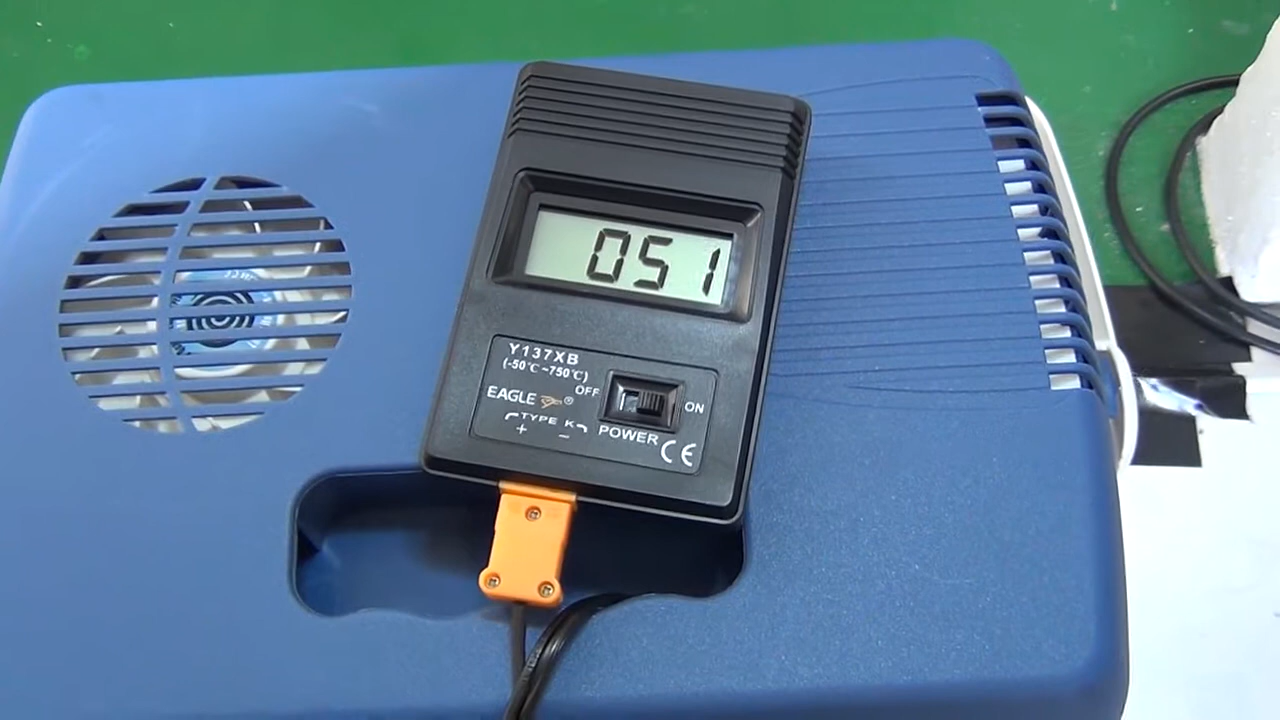 051
Y137XB
(-50℃~750℃)
OFF
EAGLE ®
ON
TYPE K
+ −
POWER
CE